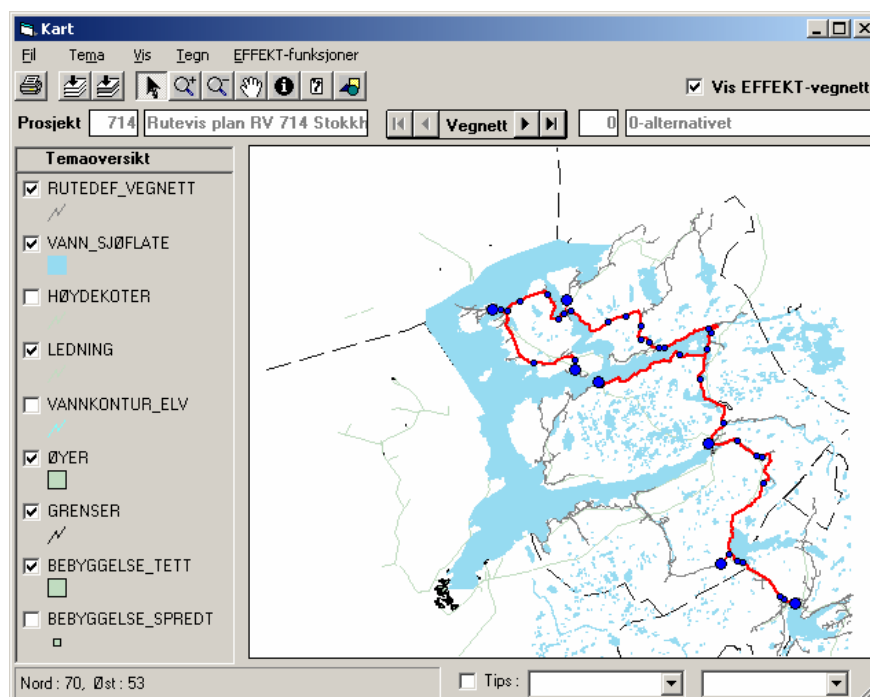 Kart
Fil Tema Vis Tegn EFFEKT-funksjoner
Vis EFFEKT-vegnett
Prosjekt 714 Rutevis plan RV 714 Stokkh Vegnett 0 0-alternativet
Temaoversikt
RUTEDEF_VEGNETT
VANN_SJØFLATE
HØYDEKOTER
LEDNING
VANNKONTUR_ELV
ØYER
GRENSER
BEBYGGELSE_TETT
BEBYGGELSE_SPREDT
Nord : 70, Øst : 53 Tips :